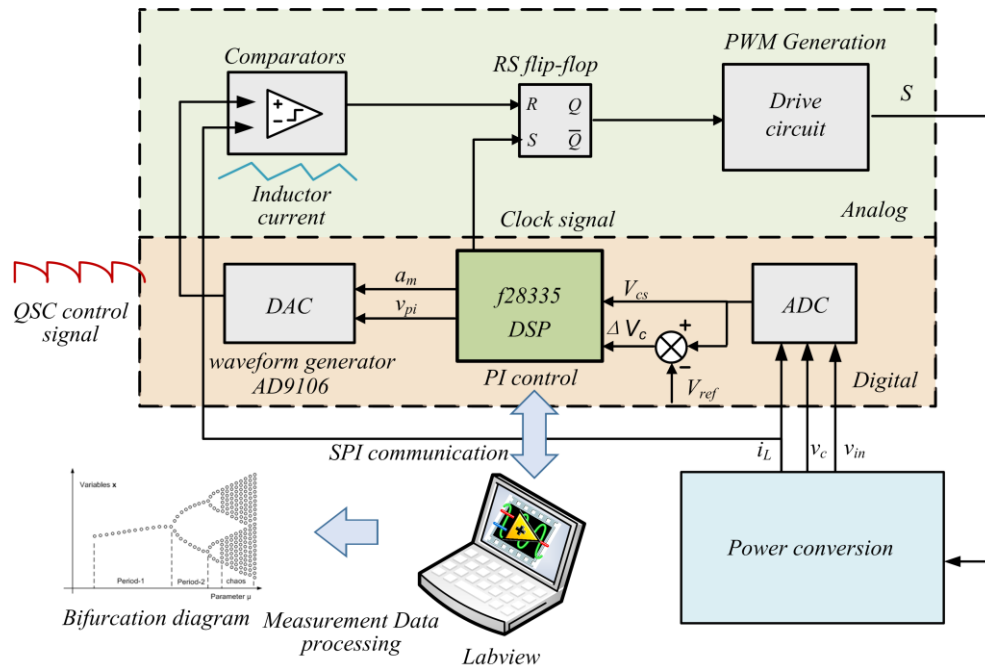 Comparators
+
-
Inductor
current
RS flip-flop
R Q
S Q̅
PWM Generation
Drive
circuit
S
Clock signal
Analog
QSC control
signal
DAC
waveform generator
AD9106
a_m
v_pi
f28335
DSP
PI control
V_cs
Δ V_c
+
-
V_ref
ADC
Digital
SPI communication
i_L
v_c
v_in
Power conversion
Variables x
Period-1
Period-2
chaos
Parameter μ
Bifurcation diagram
Measurement Data
processing
Labview